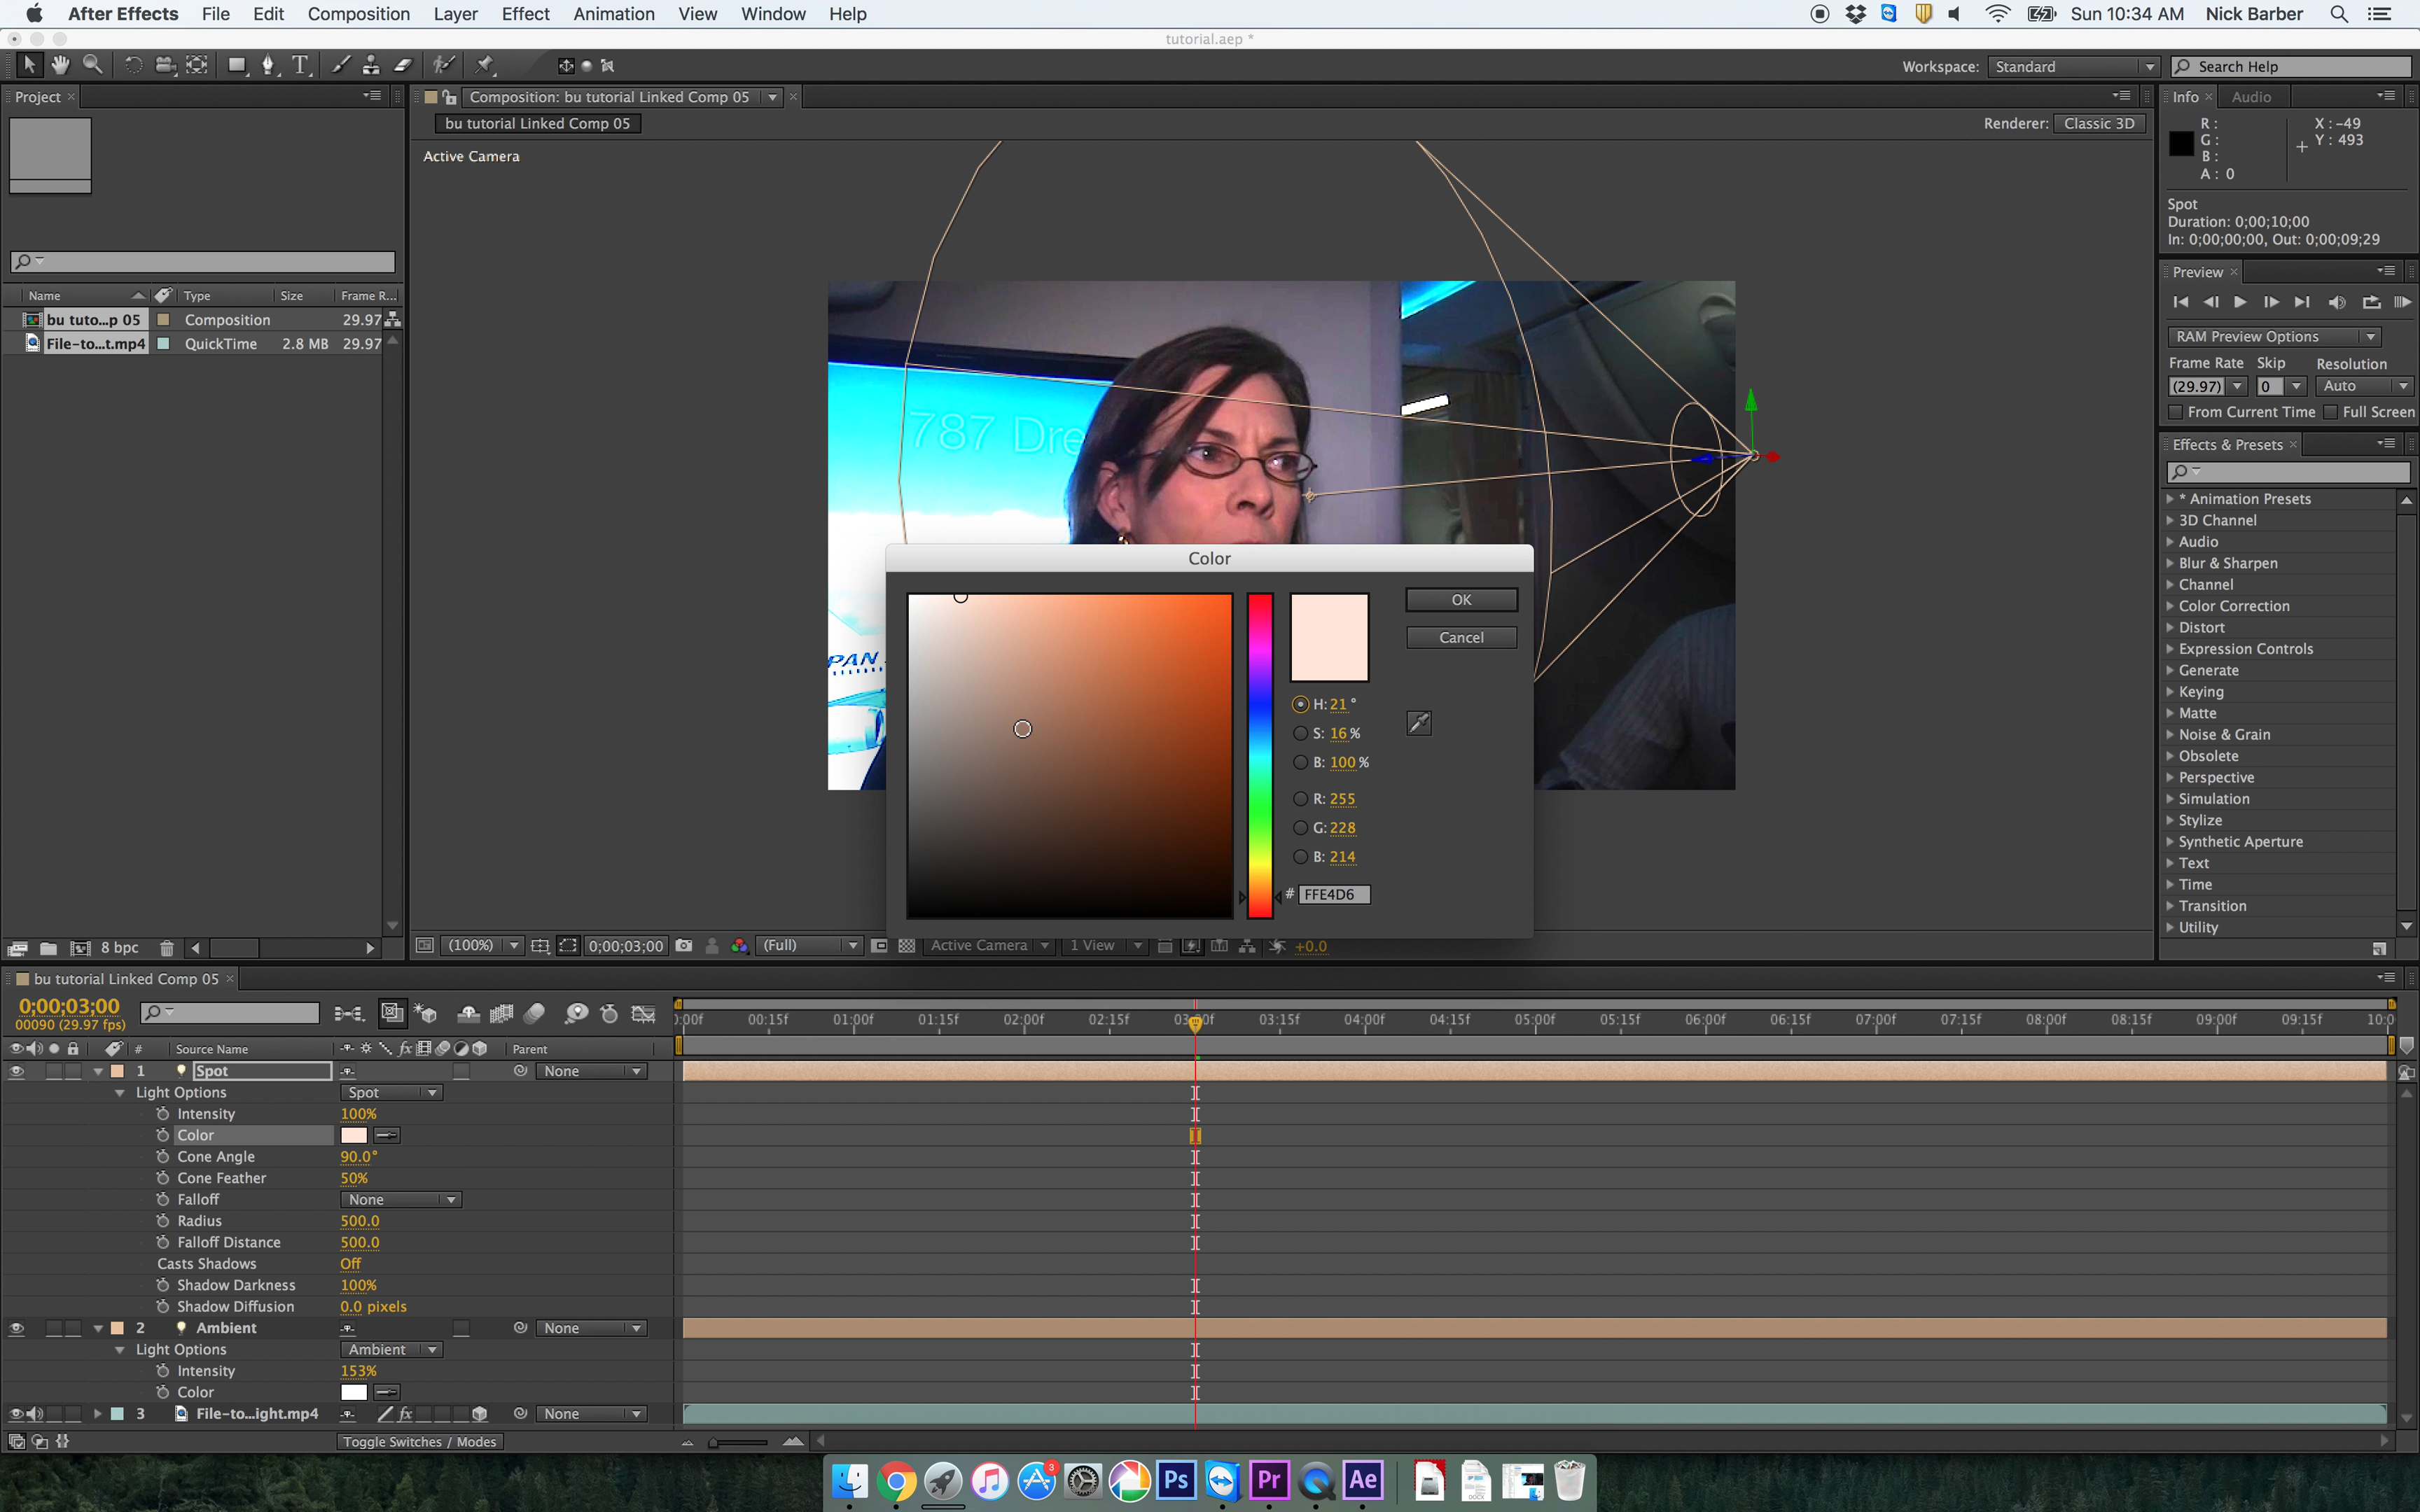 After Effects File Edit Composition Layer Effect Animation View Window Help Sun 10:34 AM Nick Barber
tutorial.aep *
T Workspace: Standard Search Help
Project
Composition: bu tutorial Linked Comp 05
bu tutorial Linked Comp 05
Renderer: Classic 3D
Active Camera
Name Type Size Frame R...
bu tuto...p 05 Composition 29.97
File-to...t.mp4 QuickTime 2.8 MB 29.97
787 Dre
PAN
Info Audio
R : X : -49
G : Y : 493
B :
A : 0
Spot
Duration: 0;00;10;00
In: 0;00;00;00, Out: 0;00;09;29
Preview
RAM Preview Options
Frame Rate Skip Resolution
(29.97) 0 Auto
From Current Time Full Screen
Effects & Presets
* Animation Presets
3D Channel
Audio
Blur & Sharpen
Channel
Color Correction
Distort
Expression Controls
Generate
Keying
Matte
Noise & Grain
Obsolete
Perspective
Simulation
Stylize
Synthetic Aperture
Text
Time
Transition
Utility
Color
OK
Cancel
H: 21 °
S: 16 %
B: 100 %
R: 255
G: 228
B: 214
# FFE4D6
8 bpc
(100%) 0;00;03;00 (Full) Active Camera 1 View +0.0
bu tutorial Linked Comp 05
0;00;03;00
00090 (29.97 fps)
):00f 00:15f 01:00f 01:15f 02:00f 02:15f 03:00f 03:15f 04:00f 04:15f 05:00f 05:15f 06:00f 06:15f 07:00f 07:15f 08:00f 08:15f 09:00f 09:15f 10:0
# Source Name fx Parent
1 Spot None
Light Options Spot
Intensity 100%
Color
Cone Angle 90.0°
Cone Feather 50%
Falloff None
Radius 500.0
Falloff Distance 500.0
Casts Shadows Off
Shadow Darkness 100%
Shadow Diffusion 0.0 pixels
2 Ambient None
Light Options Ambient
Intensity 153%
Color
3 File-to...ight.mp4 fx None
Toggle Switches / Modes
3
Ps Pr Ae
DOCX